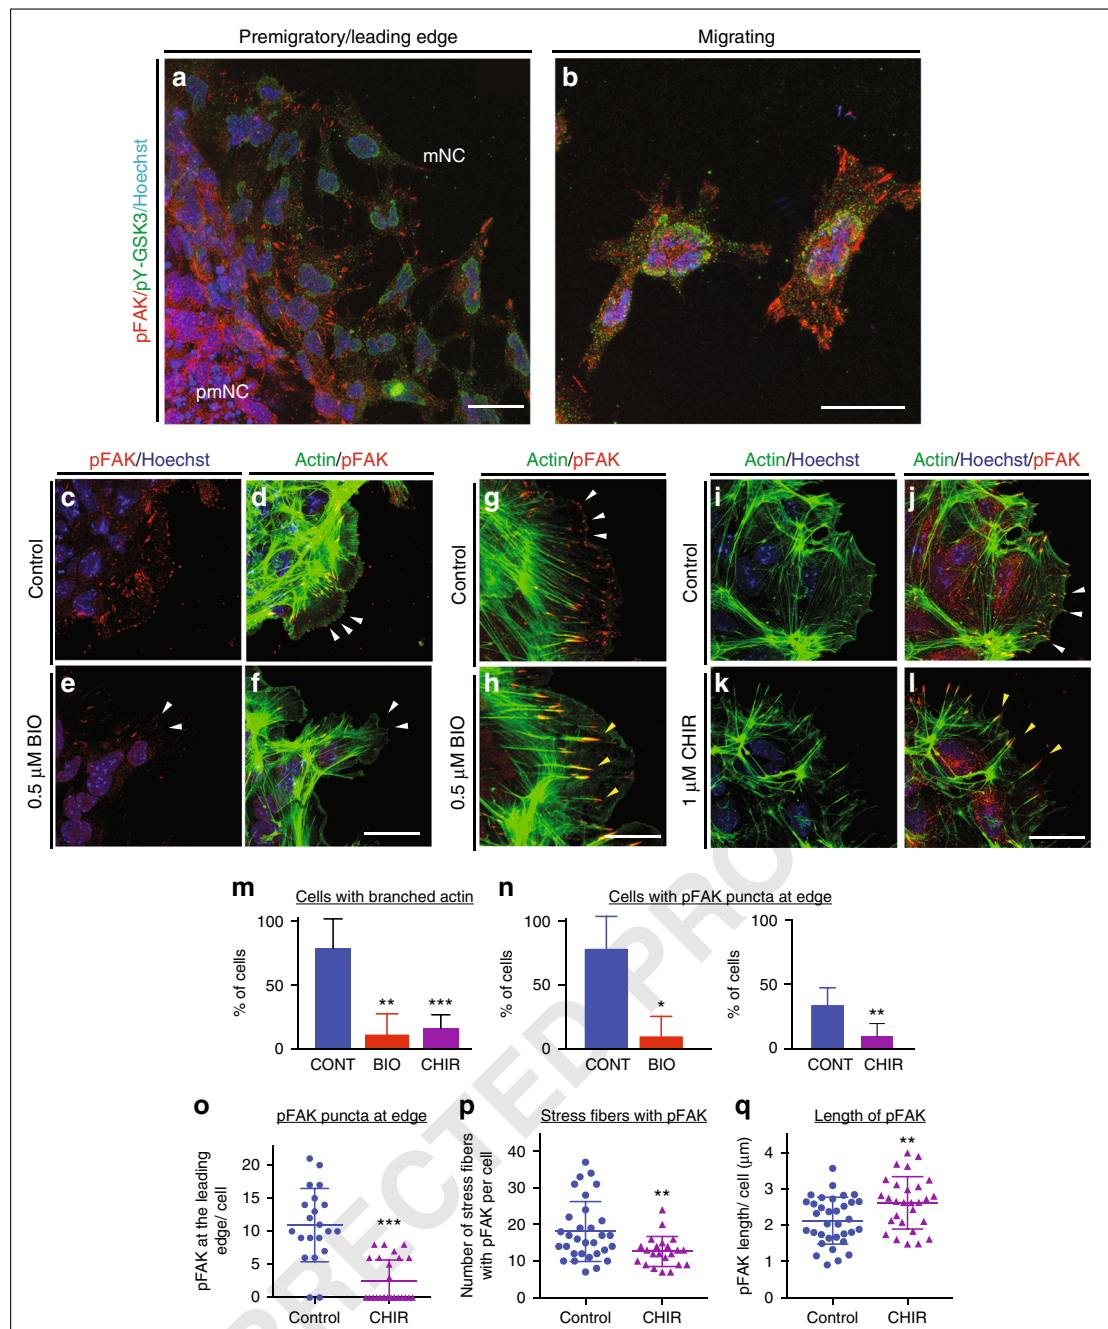 Premigratory/leading edge
Migrating
pFAK/pY-GSK3/Hoechst
a
mNC
pmNC
b
pFAK/Hoechst
Actin/pFAK
Actin/pFAK
Actin/Hoechst
Actin/Hoechst/pFAK
Control
c
d
Control
g
Control
i
j
0.5 μM BIO
e
f
0.5 μM BIO
h
1 μM CHIR
k
l
m
Cells with branched actin
% of cells
100
50
0
**
***
CONT
BIO
CHIR
n
Cells with pFAK puncta at edge
% of cells
100
50
0
*
CONT
BIO
% of cells
100
50
0
**
CONT
CHIR
o
pFAK puncta at edge
pFAK at the leading
edge/ cell
20
15
10
5
0
***
Control
CHIR
p
Stress fibers with pFAK
Number of stress fibers
with pFAK per cell
40
30
20
10
0
**
Control
CHIR
q
Length of pFAK
pFAK length/ cell (μm)
4
3
2
1
0
**
Control
CHIR
RECTED PRO